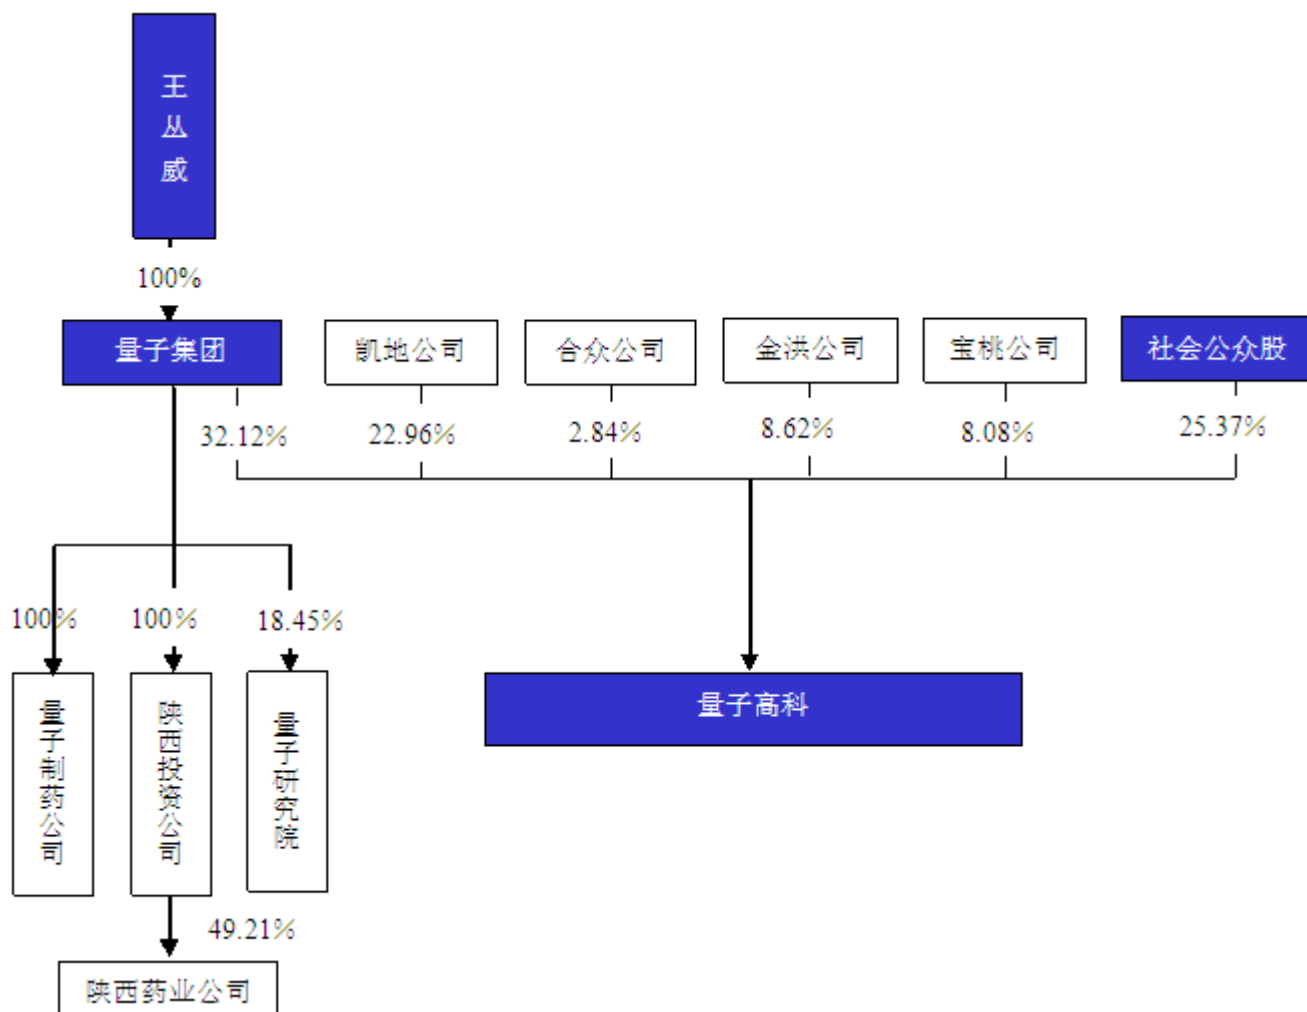 王丛威
100%
量子集团
凯地公司
合众公司
金洪公司
宝桃公司
社会公众股
32.12%
22.96%
2.84%
8.62%
8.08%
25.37%
100%
100%
18.45%
量子制药公司
陕西投资公司
量子研究院
量子高科
49.21%
陕西药业公司